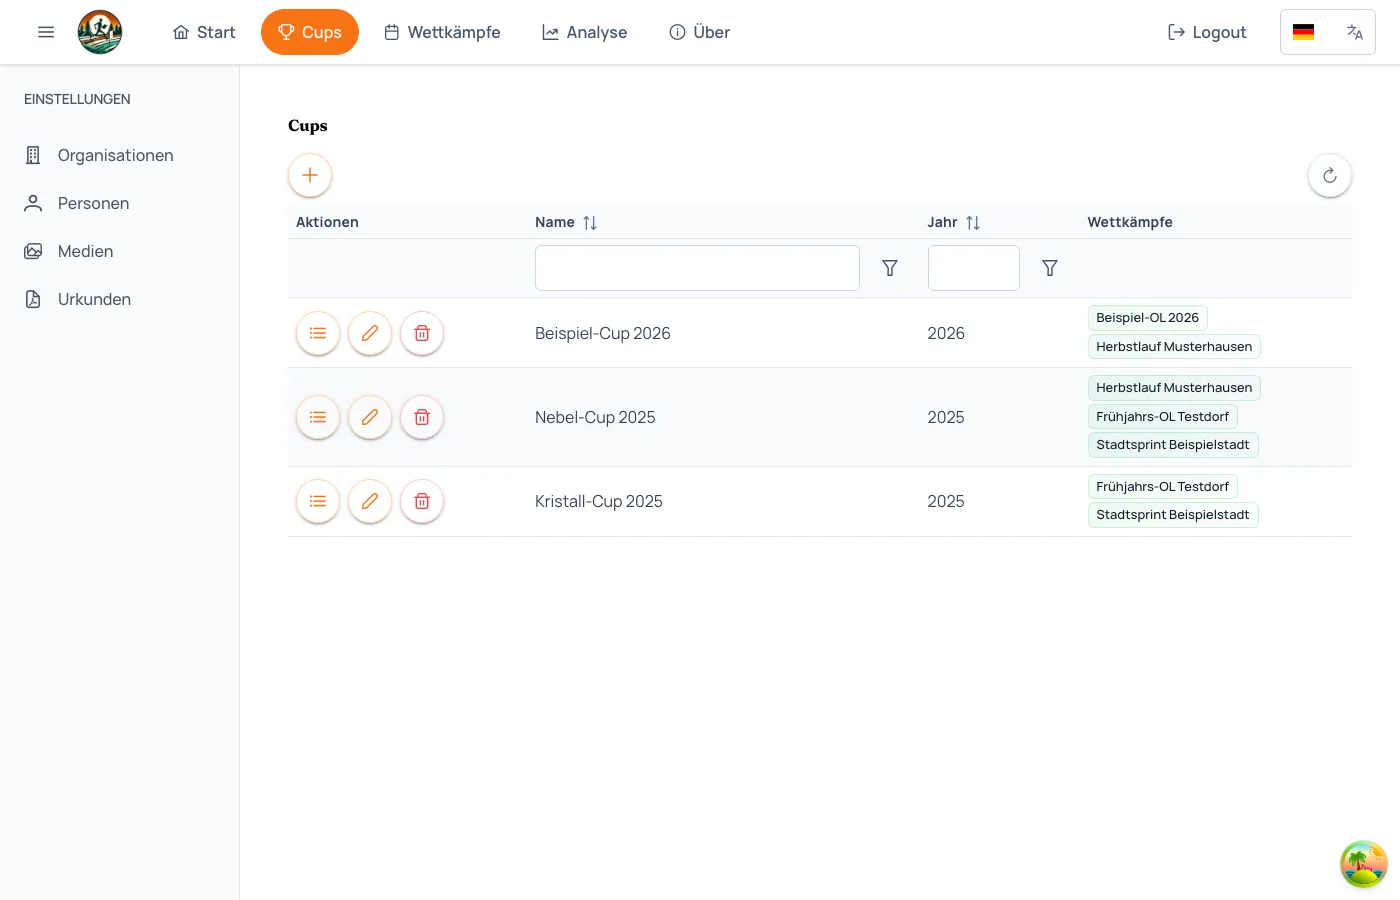 Start
Cups
Wettkämpfe
Analyse
Über
Logout
EINSTELLUNGEN
Organisationen
Personen
Medien
Urkunden
Cups
Aktionen
Name
Jahr
Wettkämpfe
Beispiel-Cup 2026
2026
Beispiel-OL 2026
Herbstlauf Musterhausen
Nebel-Cup 2025
2025
Herbstlauf Musterhausen
Frühjahrs-OL Testdorf
Stadtsprint Beispielstadt
Kristall-Cup 2025
2025
Frühjahrs-OL Testdorf
Stadtsprint Beispielstadt